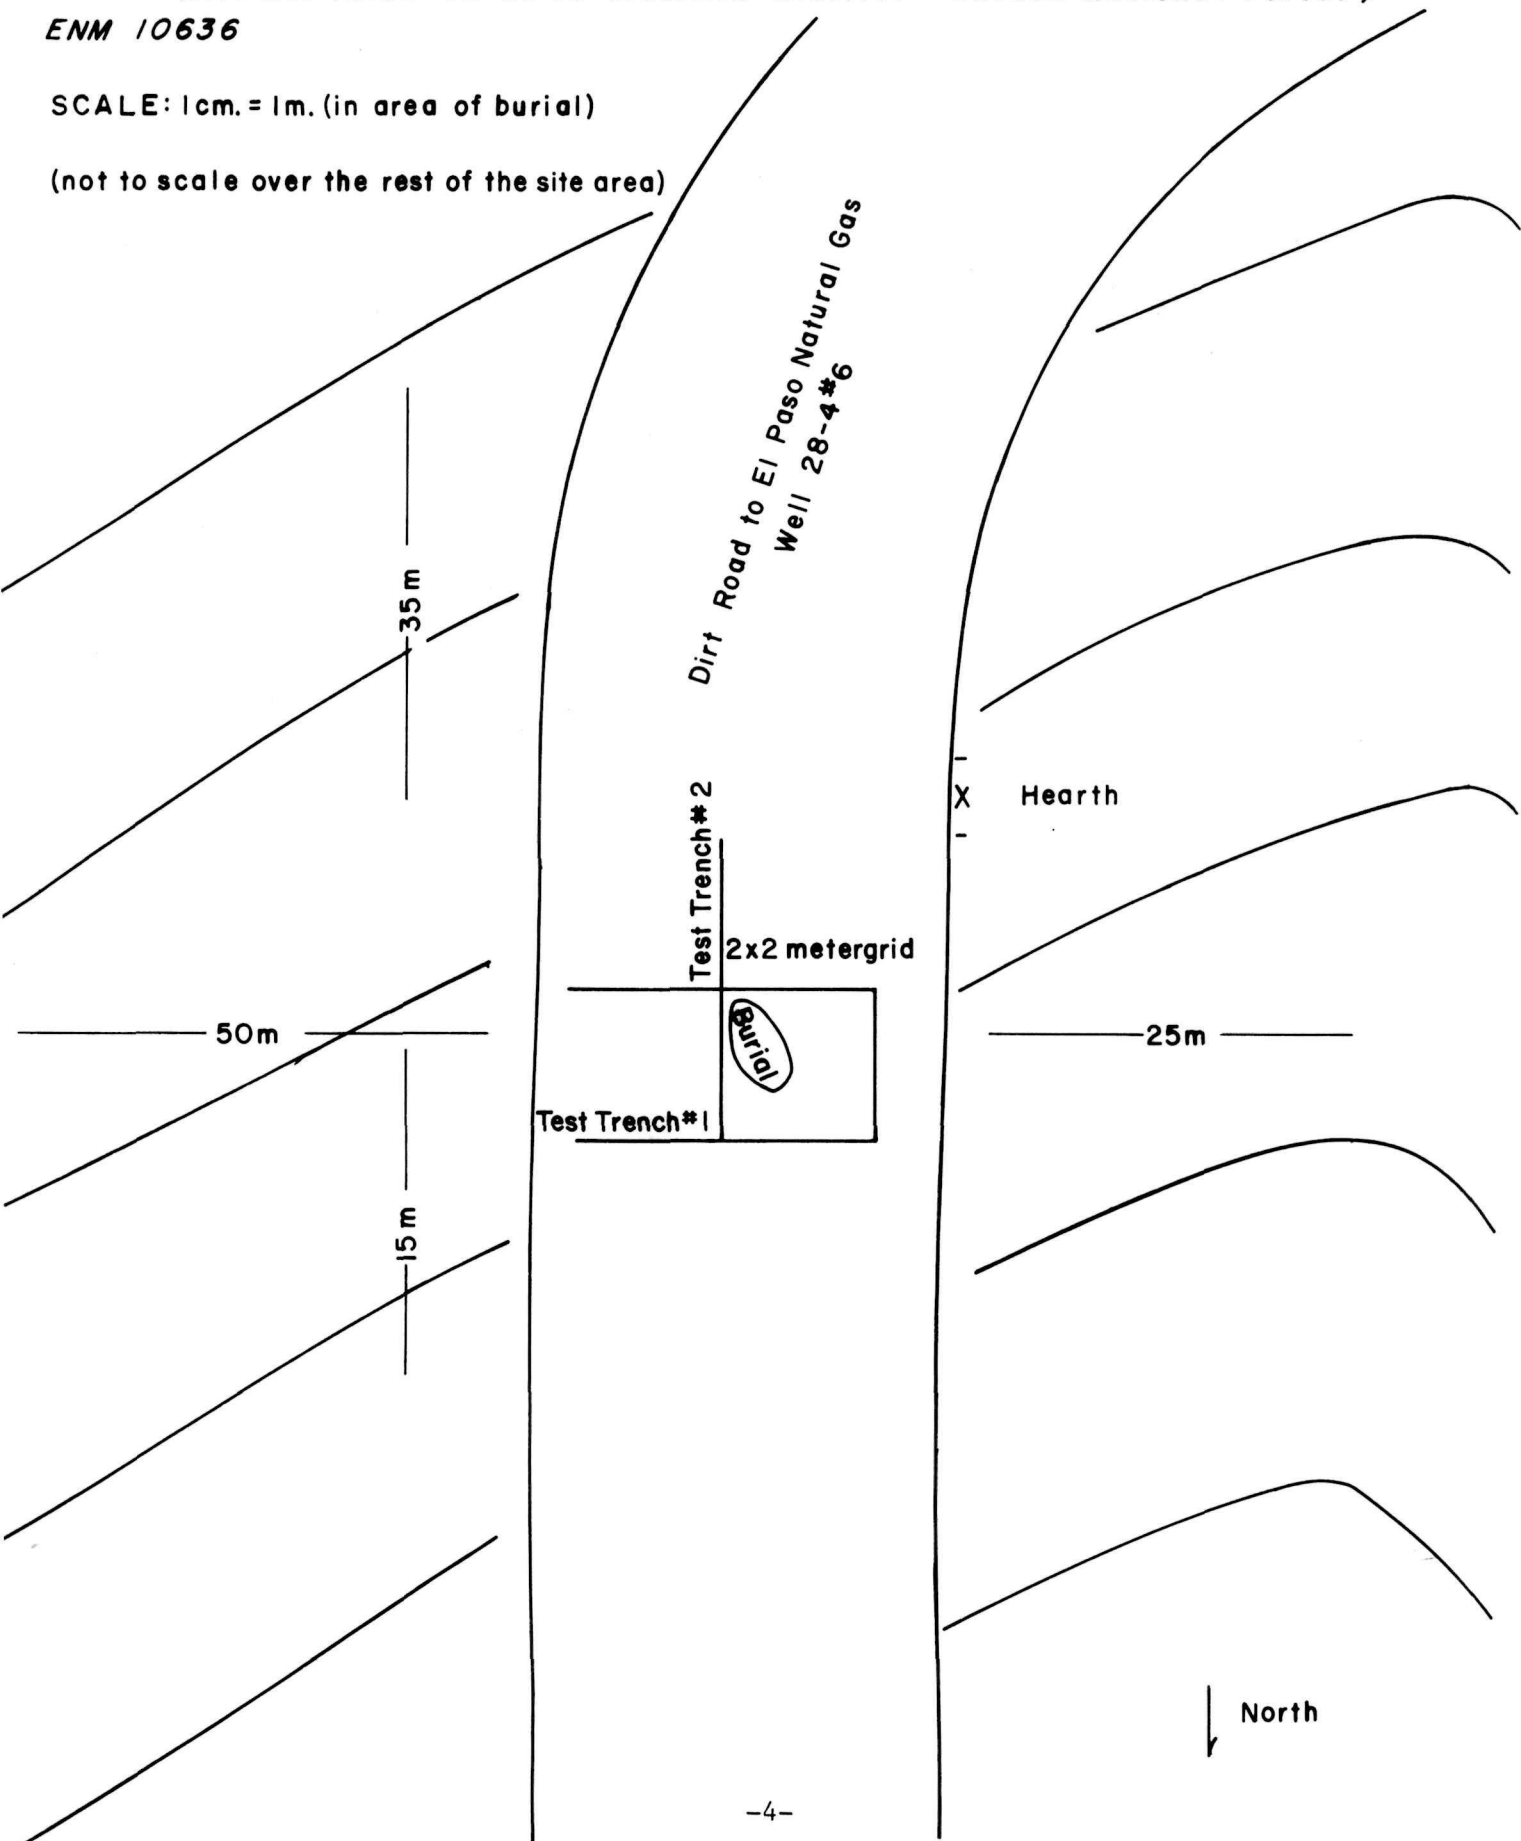 ENM 10636
SCALE: 1cm. = 1m. (in area of burial)
(not to scale over the rest of the site area)
Dirt Road to El Paso Natural Gas
Well 28-4#6
35m
Test Trench#2
Hearth
X
2x2 metergrid
Burial
50m
25m
Test Trench#1
15m
North
-4-